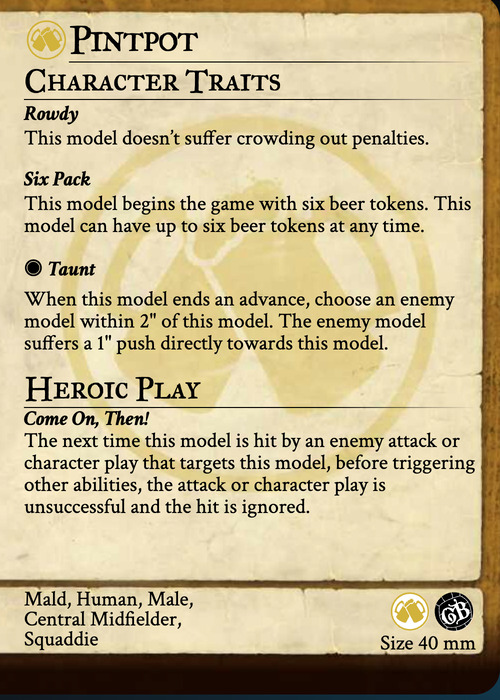 Pintpot
Character Traits
Rowdy
This model doesn't suffer crowding out penalties.
Six Pack
This model begins the game with six beer tokens. This
model can have up to six beer tokens at any time.
Taunt
When this model ends an advance, choose an enemy
model within 2" of this model. The enemy model
suffers a 1" push directly towards this model.
Heroic Play
Come On, Then!
The next time this model is hit by an enemy attack or
character play that targets this model, before triggering
other abilities, the attack or character play is
unsuccessful and the hit is ignored.
Mald, Human, Male,
Central Midfielder,
Squaddie
GB
Size 40 mm